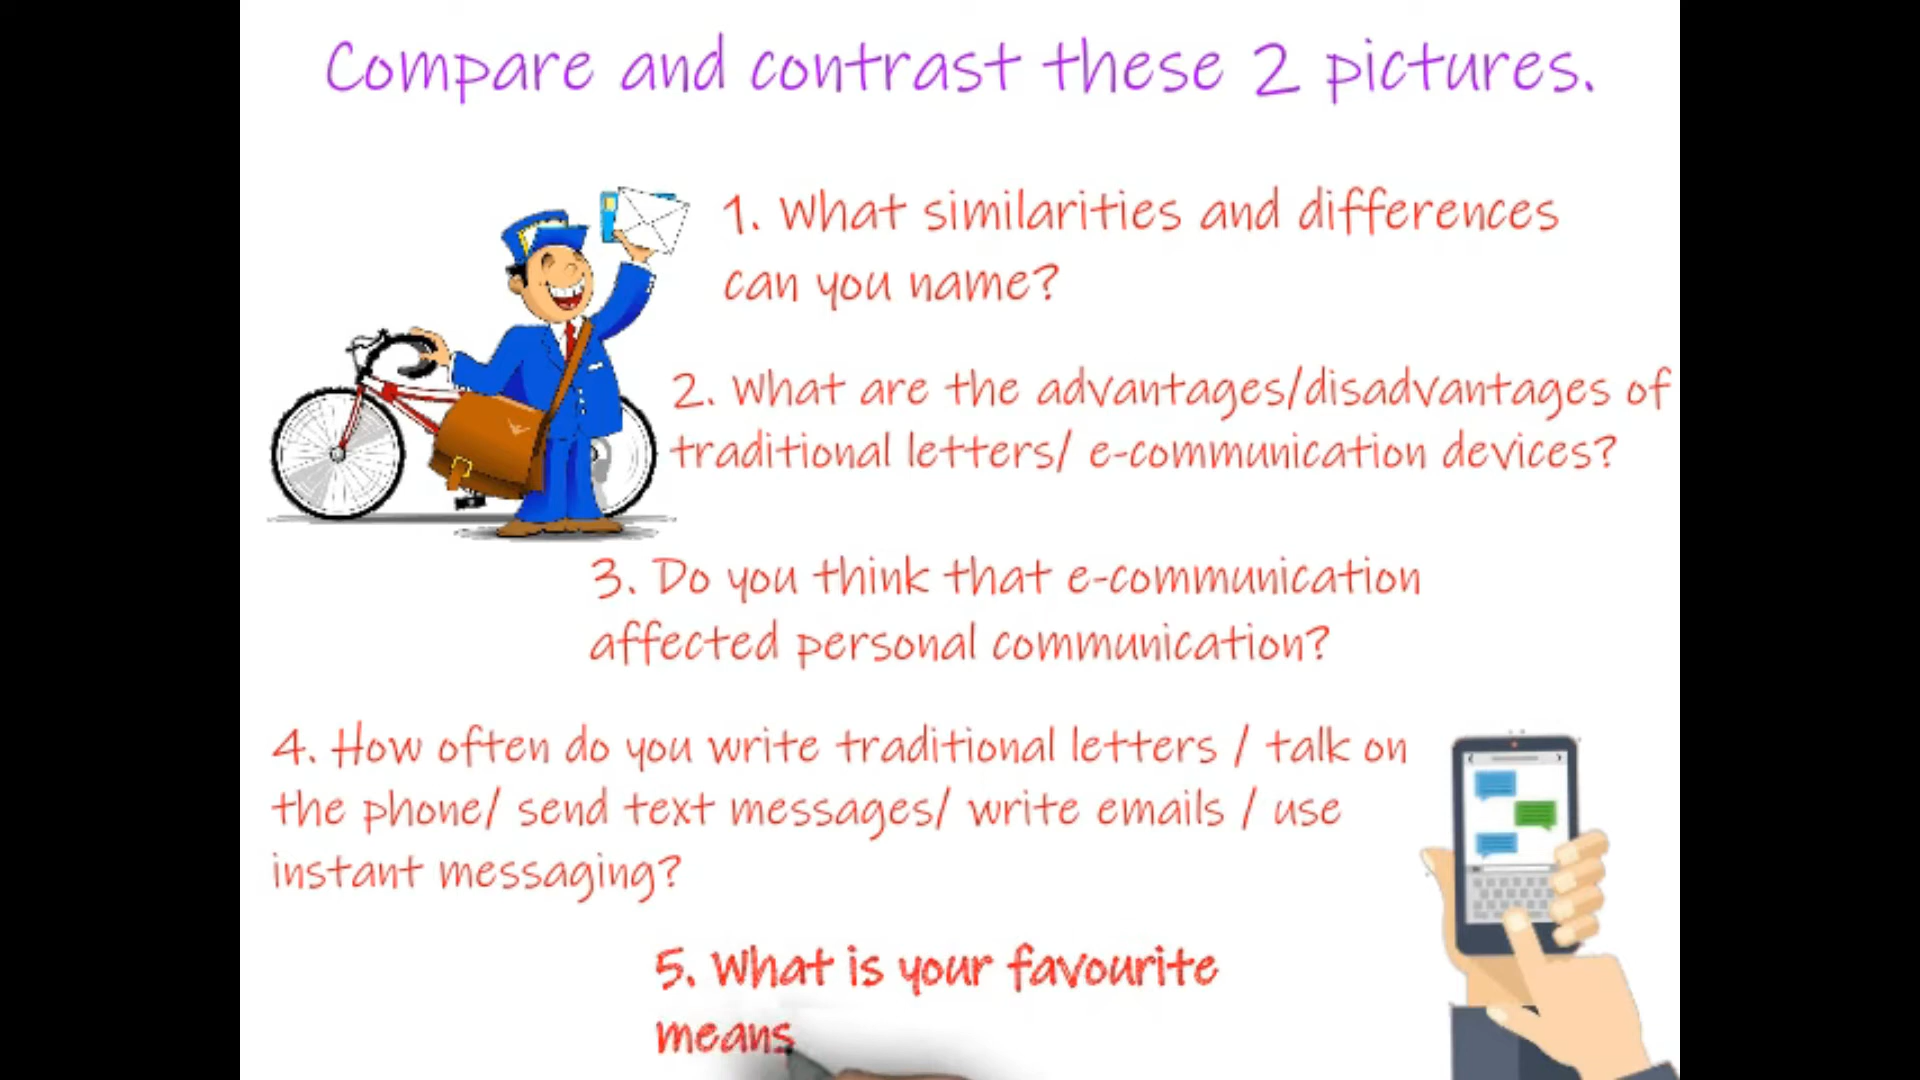 Compare and contrast these 2 pictures.
1. What similarities and differences
can you name?
2. What are the advantages/disadvantages of
traditional letters/ e-communication devices?
3. Do you think that e-communication
affected personal communication?
4. How often do you write traditional letters / talk on
the phone/ send text messages/ write emails / use
instant messaging?
5. What is your favourite
means